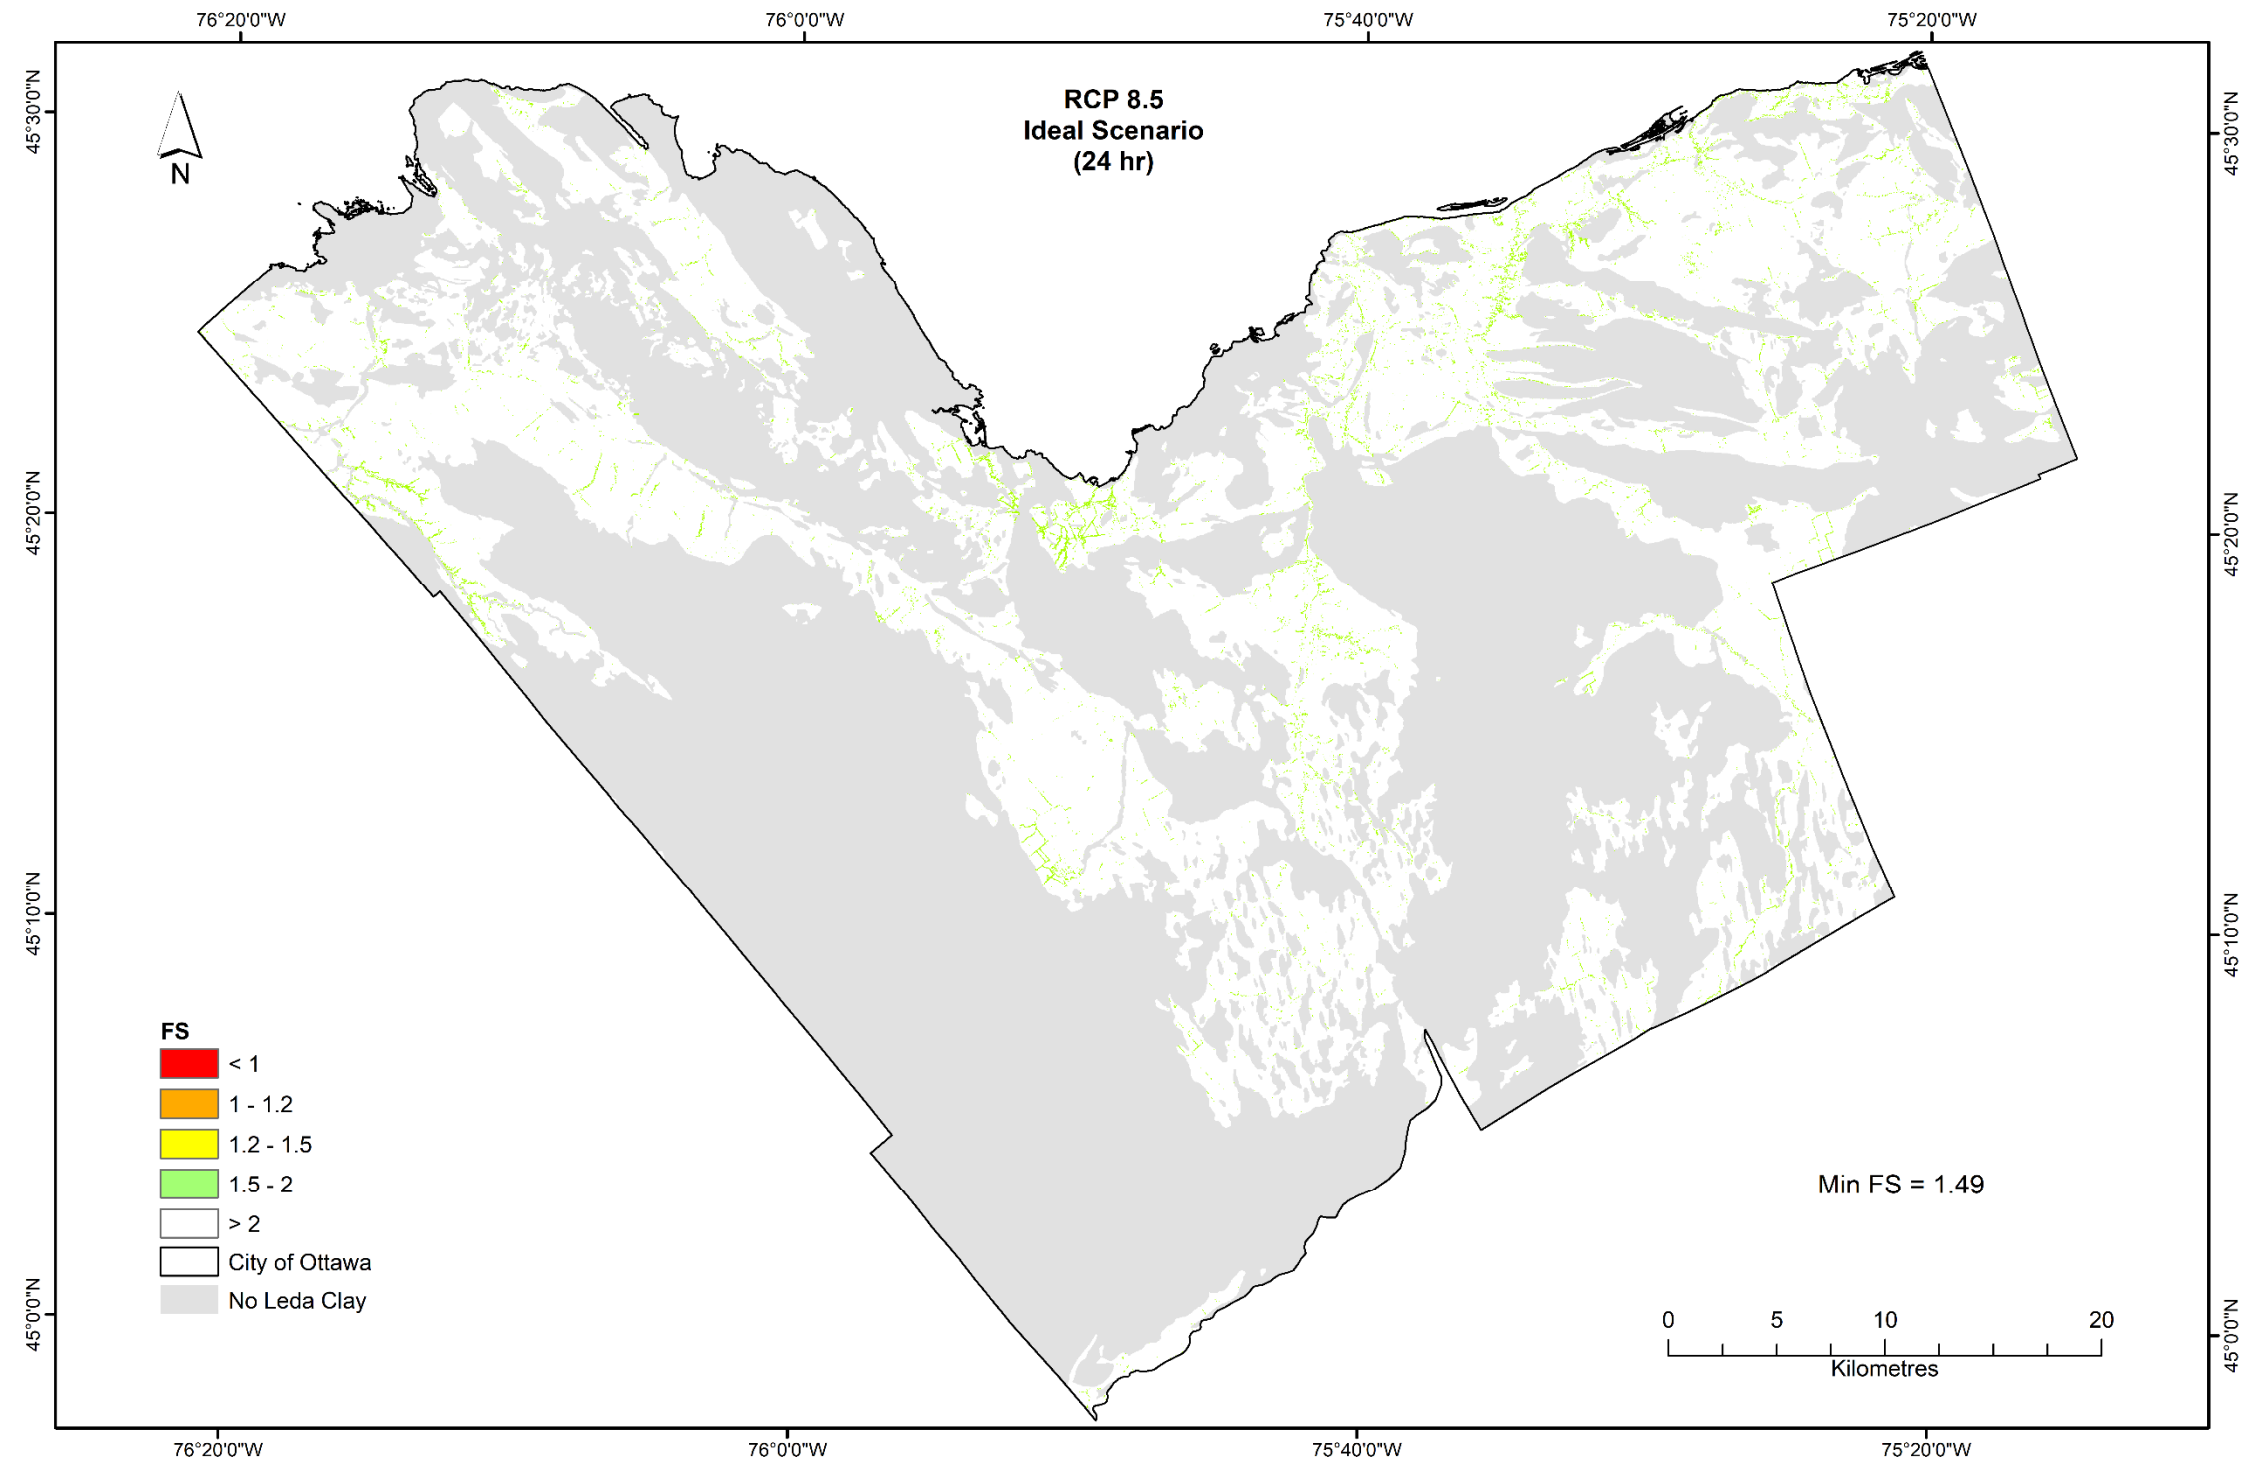 76°20'0"W 76°0'0"W 75°40'0"W 75°20'0"W
RCP 8.5
Ideal Scenario
(24 hr)
N
45°30'0"N
45°30'0"N
45°20'0"N
45°20'0"N
45°10'0"N
45°10'0"N
45°0'0"N
45°0'0"N
FS
< 1
1 - 1.2
1.2 - 1.5
1.5 - 2
> 2
City of Ottawa
No Leda Clay
Min FS = 1.49
0 5 10 20
Kilometres
76°20'0"W 76°0'0"W 75°40'0"W 75°20'0"W